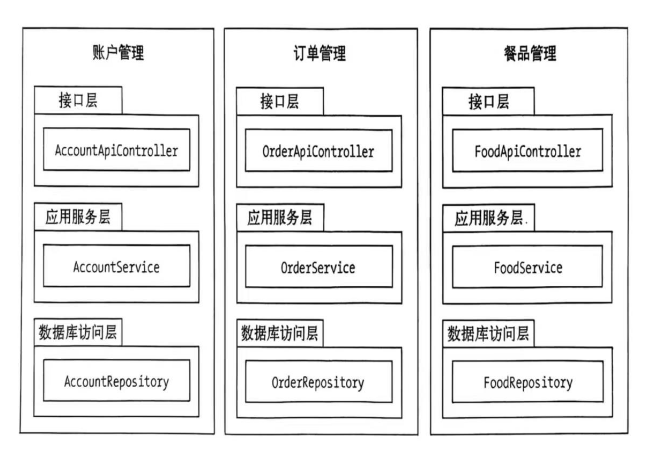 账户管理
接口层
AccountApiController
应用服务层
AccountService
数据库访问层
AccountRepository
订单管理
接口层
OrderApiController
应用服务层
OrderService
数据库访问层
OrderRepository
餐品管理
接口层
FoodApiController
应用服务层.
FoodService
数据库访问层
FoodRepository